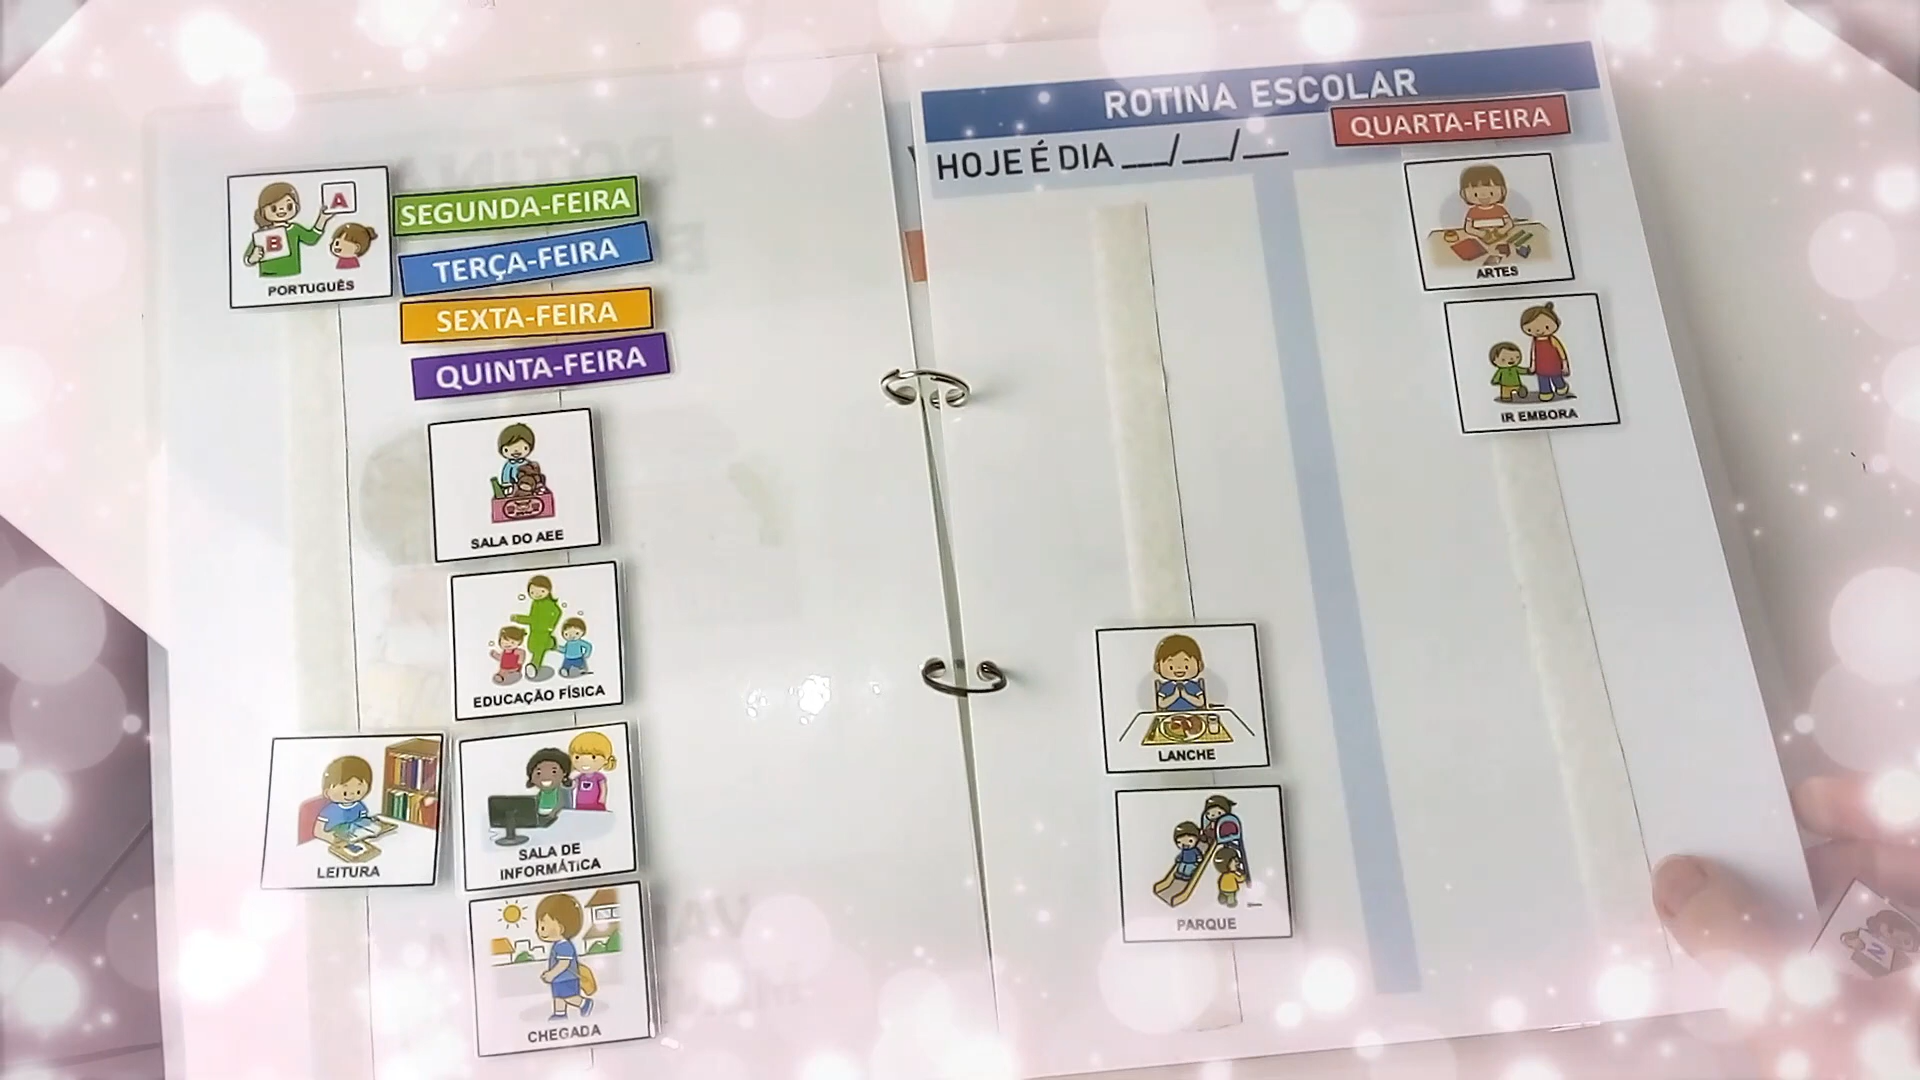 A
B
PORTUGUÊS
SEGUNDA-FEIRA
TERÇA-FEIRA
SEXTA-FEIRA
QUINTA-FEIRA
SALA DO AEE
EDUCAÇÃO FÍSICA
LEITURA
SALA DE
INFORMÁTICA
CHEGADA
ROTINA ESCOLAR
QUARTA-FEIRA
HOJE É DIA ___/___/___
ARTES
IR EMBORA
LANCHE
PARQUE
2